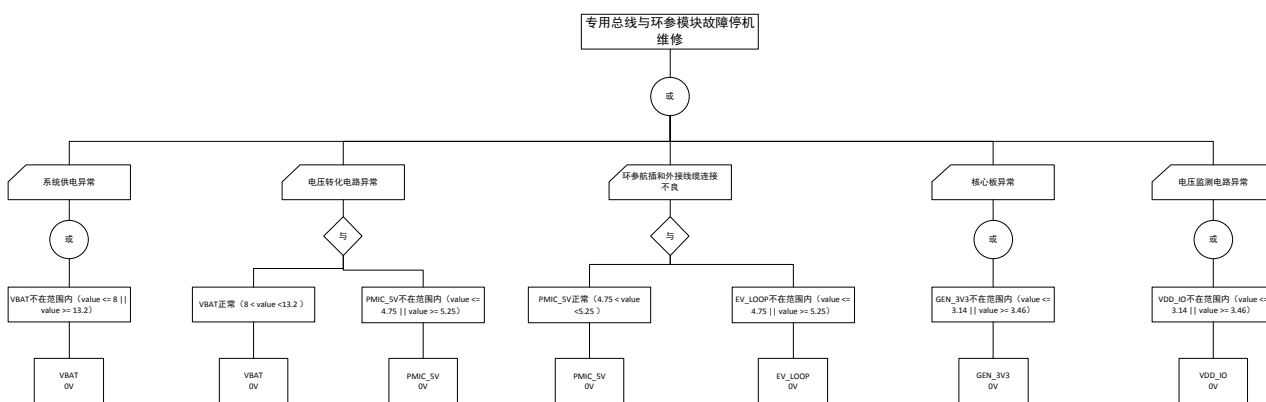 专用总线与环参模块故障停机
维修
或
系统供电异常
电压转化电路异常
环参航插和外接线缆连接
不良
核心板异常
电压监测电路异常
或
与
与
或
或
VBAT不在范围内（value <= 8 ||
value >= 13.2）
VBAT正常（8 < value <13.2 ）
PMIC_5V不在范围内（value <=
4.75 || value >= 5.25）
PMIC_5V正常（4.75 < value
<5.25 ）
EV_LOOP不在范围内（value <=
4.75 || value >= 5.25）
GEN_3V3不在范围内（value <=
3.14 || value >= 3.46）
VDD_IO不在范围内（value <=
3.14 || value >= 3.46）
VBAT
0V
VBAT
0V
PMIC_5V
0V
PMIC_5V
0V
EV_LOOP
0V
GEN_3V3
0V
VDD_IO
0V